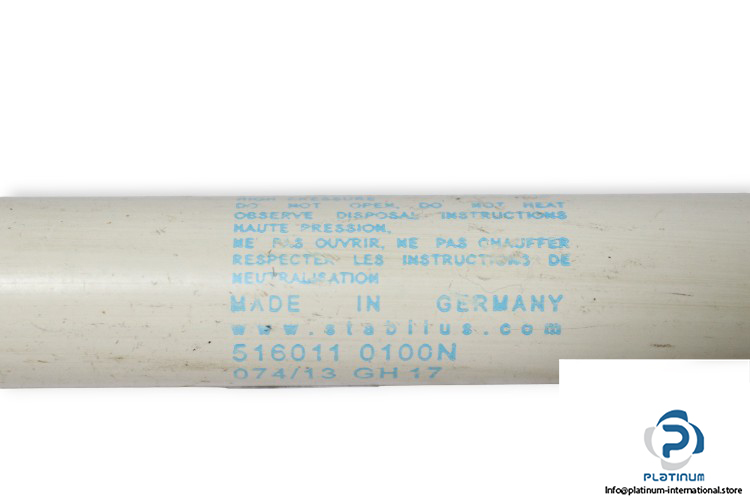 HIGH PRESSURE
DO NOT OPEN, DO NOT HEAT
OBSERVE DISPOSAL INSTRUCTIONS
HAUTE PRESSION.
NE PAS OUVRIR, NE PAS CHAUFFER
RESPECTER LES INSTRUCTIONS DE
NEUTRALISATION
MADE IN GERMANY
www.stabilus.com
516011 0100N
074/13 GH17
PLATINUM
Info@platinum-international.store